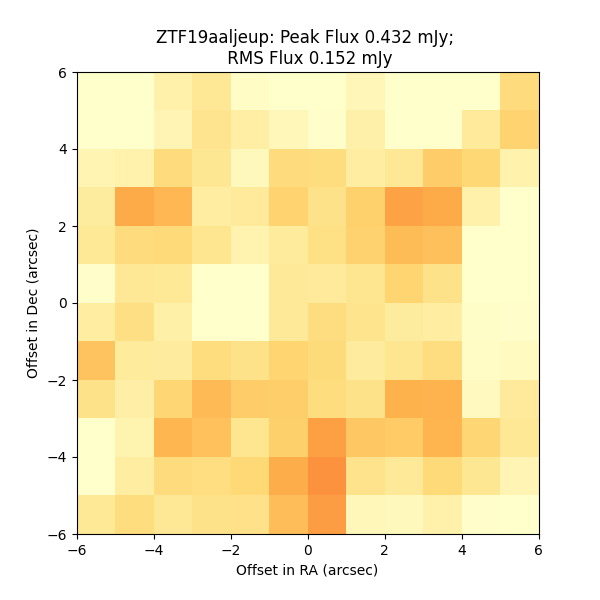 ZTF19aaljeup: Peak Flux 0.432 mJy;
RMS Flux 0.152 mJy
6
4
2
0
−2
−4
−6
Offset in Dec (arcsec)
−6 −4 −2 0 2 4 6
Offset in RA (arcsec)